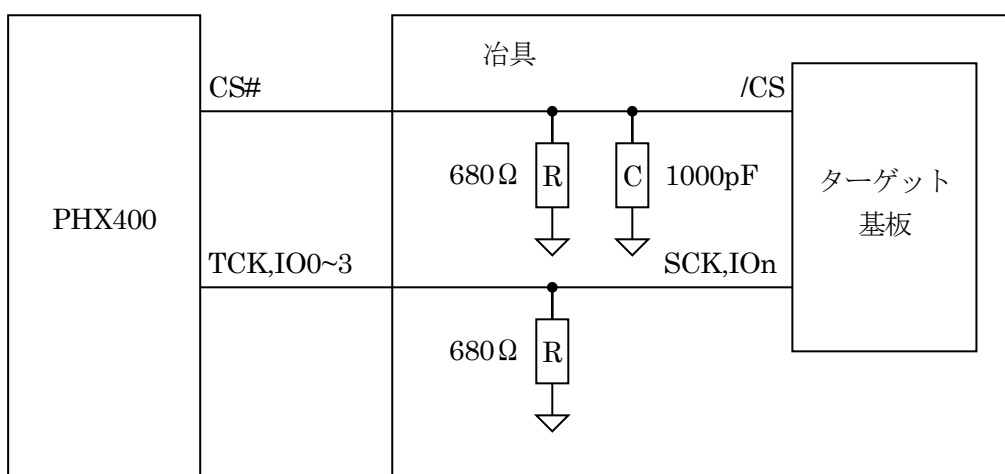 冶具
CS#
/CS
680Ω
R
C
1000pF
ターゲット
基板
PHX400
TCK,IO0~3
SCK,IOn
680Ω
R